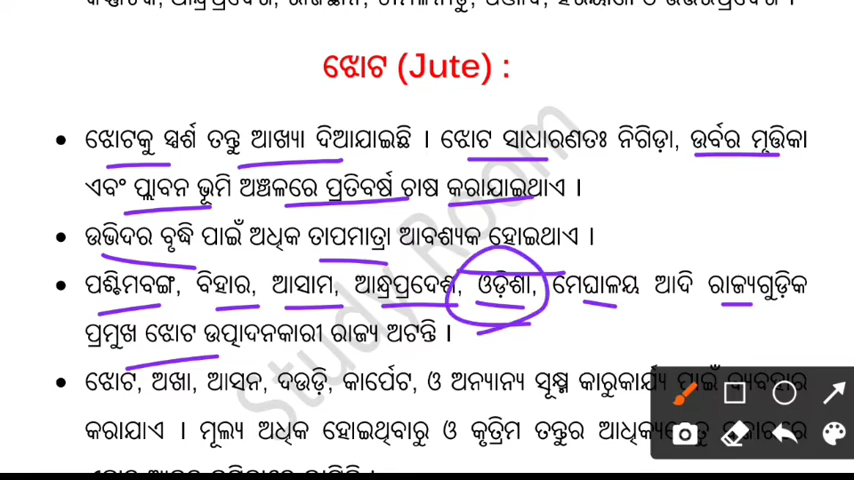 ଝୋଟ (Jute) :
• ଝୋଟକୁ ସ୍ୱର୍ଣ ତନ୍ତୁ ଆଖ୍ୟା ଦିଆଯାଇଛି । ଝୋଟ ସାଧାରଣତଃ ନିଗିଡ଼ା, ଉର୍ବର ମୃତ୍ତିକା
ଏବଂ ପ୍ଲାବନ ଭୂମି ଅଞ୍ଚଳରେ ପ୍ରତିବର୍ଷ ଚାଷ କରାଯାଇଥାଏ ।
• ଉଦ୍ଭିଦର ବୃଦ୍ଧି ପାଇଁ ଅଧିକ ତାପମାତ୍ରା ଆବଶ୍ୟକ ହୋଇଥାଏ ।
• ପଶ୍ଚିମବଙ୍ଗ, ବିହାର, ଆସାମ, ଆନ୍ଧ୍ରପ୍ରଦେଶ, ଓଡ଼ିଶା, ମେଘାଳୟ ଆଦି ରାଜ୍ୟଗୁଡ଼ିକ
ପ୍ରମୁଖ ଝୋଟ ଉତ୍ପାଦନକାରୀ ରାଜ୍ୟ ଅଟନ୍ତି ।
• ଝୋଟ, ଅଖା, ଆସନ, ଦଉଡ଼ି, କାର୍ପେଟ, ଓ ଅନ୍ୟାନ୍ୟ ସୂକ୍ଷ୍ମ କାରୁକାର୍ଯ୍ୟ ପାଇଁ ବ୍ୟବହାର
କରାଯାଏ । ମୂଲ୍ୟ ଅଧିକ ହୋଇଥିବାରୁ ଓ କୃତ୍ରିମ ତନ୍ତୁର
Study Room